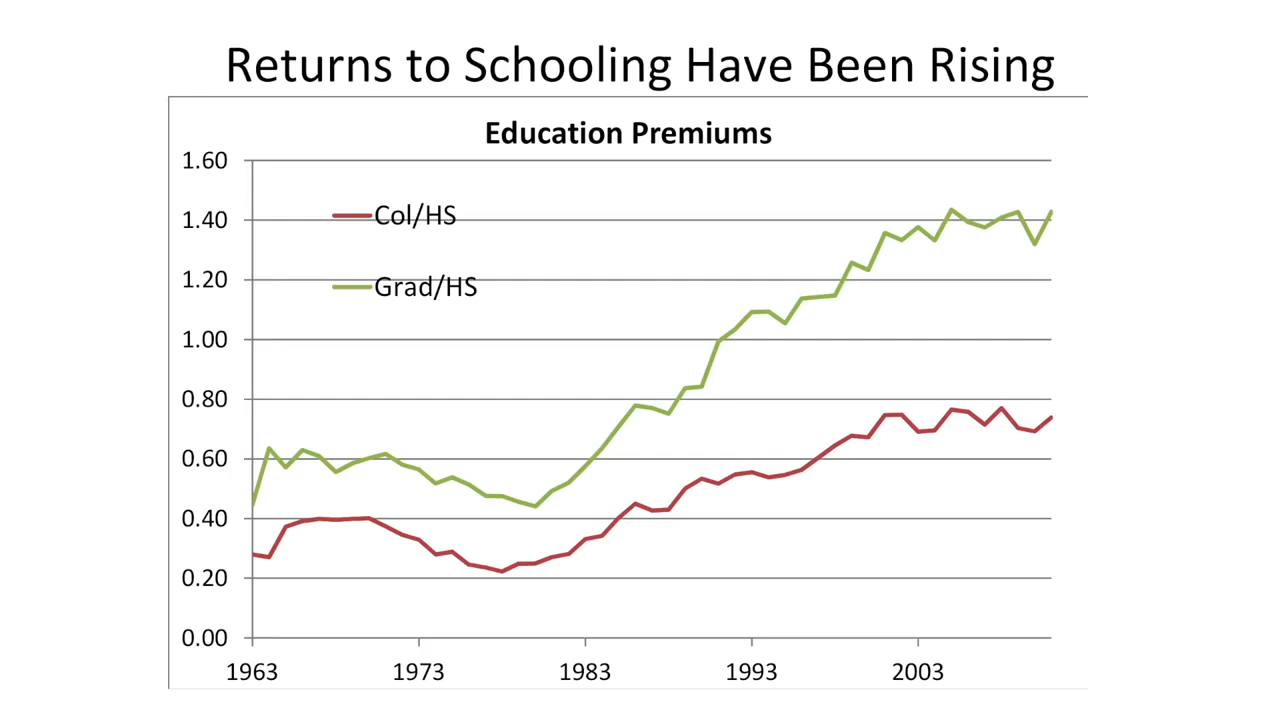 Returns to Schooling Have Been Rising
Education Premiums
1.60
1.40
1.20
1.00
0.80
0.60
0.40
0.20
0.00
Col/HS
Grad/HS
1963 1973 1983 1993 2003